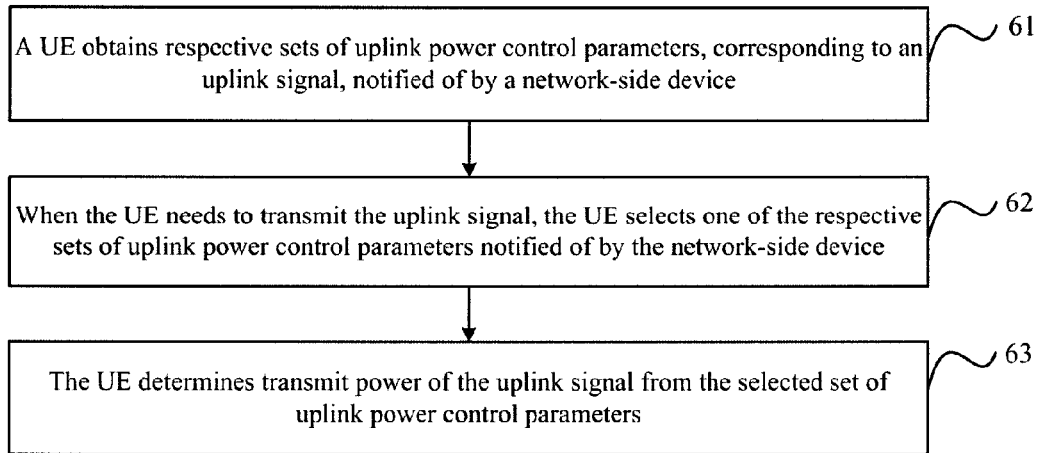 A UE obtains respective sets of uplink power control parameters, corresponding to an
uplink signal, notified of by a network-side device
61
When the UE needs to transmit the uplink signal, the UE selects one of the respective
sets of uplink power control parameters notified of by the network-side device
62
The UE determines transmit power of the uplink signal from the selected set of
uplink power control parameters
63